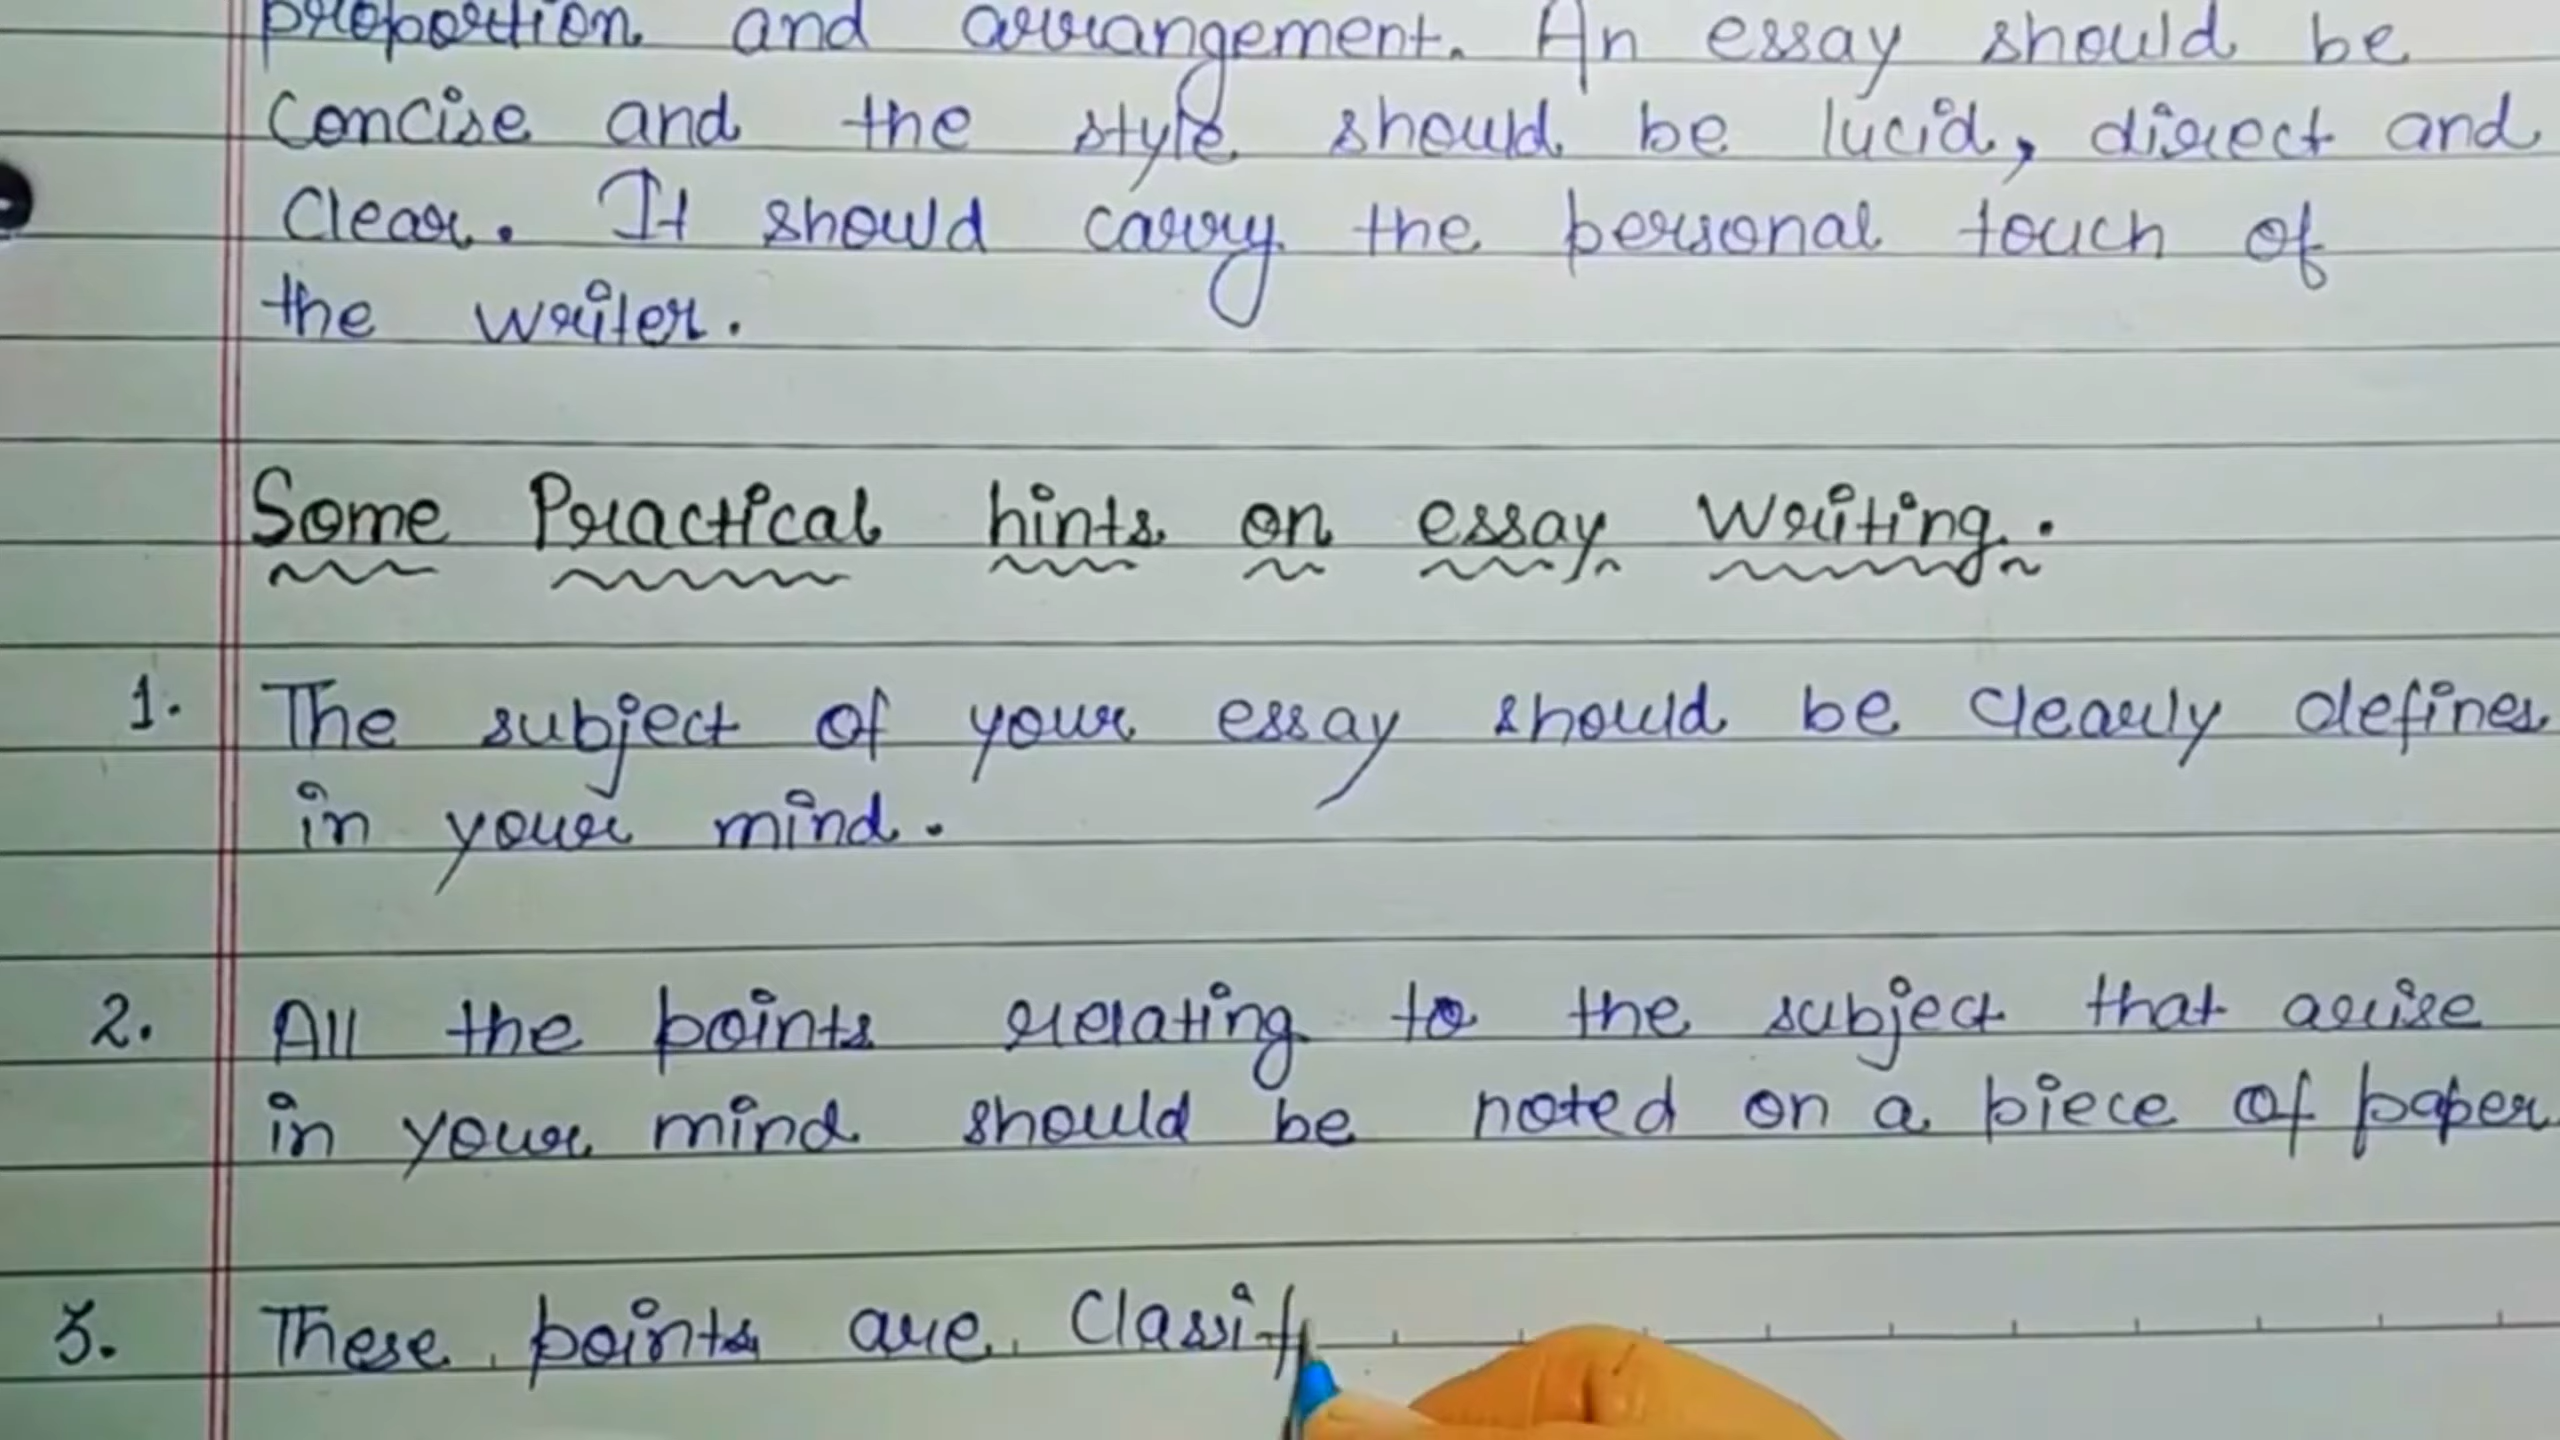 proportion and arrangement. An essay should be
Concise and the style should be lucid, direct and
Clear. It should carry the personal touch of
the writer.
Some Practical hints on essay Writing.
1. The subject of your essay should be clearly defines
in your mind.
2. All the points relating to the subject that arise
in your mind should be noted on a piece of paper
3. These points are Classif